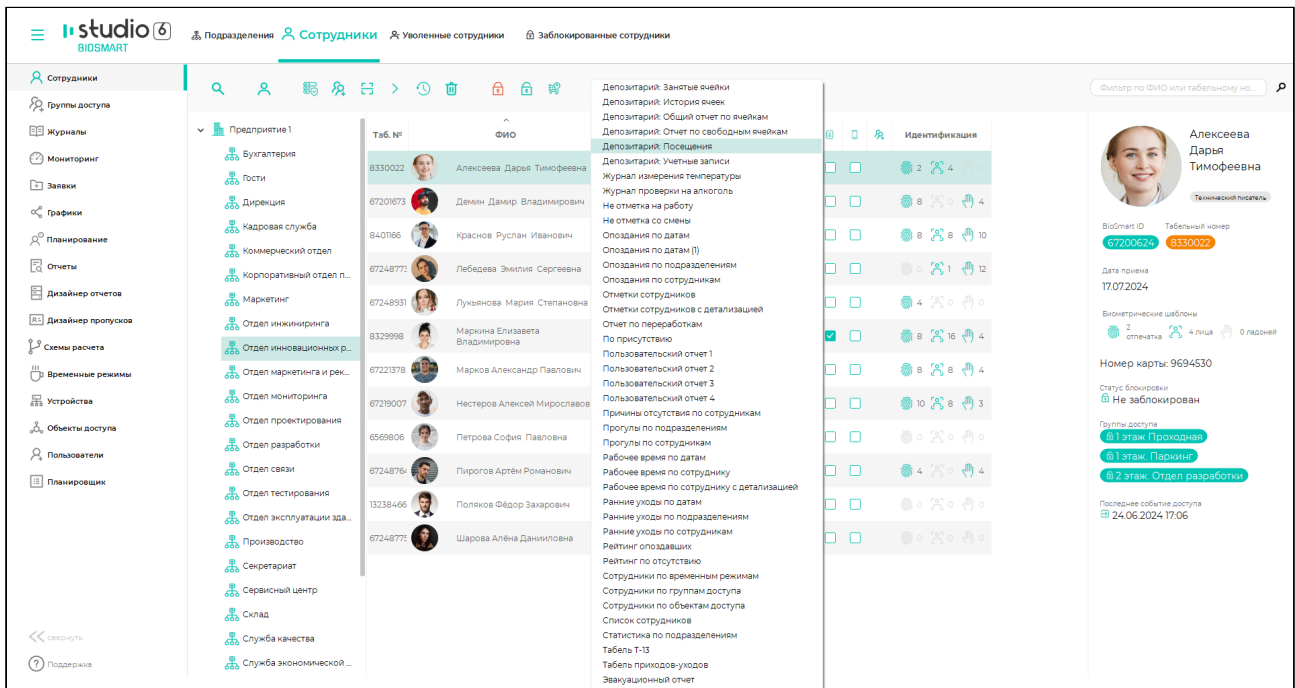 studio 6
BIOSMART
Подразделения
Сотрудники
Уволенные сотрудники
Заблокированные сотрудники
Сотрудники
Группы доступа
Журналы
Мониторинг
Заявки
Графики
Планирование
Отчеты
Дизайнер отчетов
Дизайнер пропусков
Схемы расчета
Временные режимы
Устройства
Объекты доступа
Пользователи
Планировщик
свернуть
Поддержка
Предприятие 1
Бухгалтерия
Гости
Дирекция
Кадровая служба
Коммерческий отдел
Корпоративный отдел п...
Маркетинг
Отдел инжиниринга
Отдел инновационных р...
Отдел маркетинга и рек...
Отдел мониторинга
Отдел проектирования
Отдел разработки
Отдел связи
Отдел тестирования
Отдел эксплуатации зда...
Производство
Секретариат
Сервисный центр
Склад
Служба качества
Служба экономической ...
Таб. № ФИО Идентификация
8330022 Алексеева Дарья Тимофеевна 2 4 0
67201673 Демин Дамир Владимирович 8 0 4
8401166 Краснов Руслан Иванович 8 8 10
6724877 Лебедева Эмилия Сергеевна 0 1 12
67248931 Лукьянова Мария Степановна 4 0 0
8329998 Маркина Елизавета Владимировна 8 16 4
67221378 Марков Александр Павлович 8 8 4
67219007 Нестеров Алексей Мирославов 10 8 3
6569806 Петрова София Павловна 0 0 0
6724876 Пирогов Артём Романович 4 0 4
13238466 Поляков Фёдор Захарович 0 0 0
6724877 Шарова Алёна Данииловна 0 0 0
Депозитарий: Занятые ячейки
Депозитарий: История ячеек
Депозитарий: Общий отчет по ячейкам
Депозитарий: Отчет по свободным ячейкам
Депозитарий: Посещения
Депозитарий: Учетные записи
Журнал измерения температуры
Журнал проверки на алкоголь
Не отметка на работу
Не отметка со смены
Опоздания по датам
Опоздания по датам (1)
Опоздания по подразделениям
Опоздания по сотрудникам
Отметки сотрудников
Отметки сотрудников с детализацией
Отчет по переработкам
По присутствию
Пользовательский отчет 1
Пользовательский отчет 2
Пользовательский отчет 3
Пользовательский отчет 4
Причины отсутствия по сотрудникам
Прогулы по подразделениям
Прогулы по сотрудникам
Рабочее время по датам
Рабочее время по сотруднику
Рабочее время по сотруднику с детализацией
Ранние уходы по датам
Ранние уходы по подразделениям
Ранние уходы по сотрудникам
Рейтинг опоздавших
Рейтинг по отсутствию
Сотрудники по временным режимам
Сотрудники по группам доступа
Сотрудники по объектам доступа
Список сотрудников
Статистика по подразделениям
Табель Т-13
Табель приходов-уходов
Эвакуационный отчет
Фильтр по ФИО или табельному но...
Алексеева
Дарья
Тимофеевна
Технический писатель
BioSmart ID Табельный номер
67200624 8330022
Дата приема
17.07.2024
Биометрические шаблоны
2 отпечатка 4 лица 0 ладоней
Номер карты: 9694530
Статус блокировки
Не заблокирован
Группы доступа
1 этаж. Проходная
1 этаж. Паркинг
2 этаж. Отдел разработки
Последнее событие доступа
24.06.2024 17:06